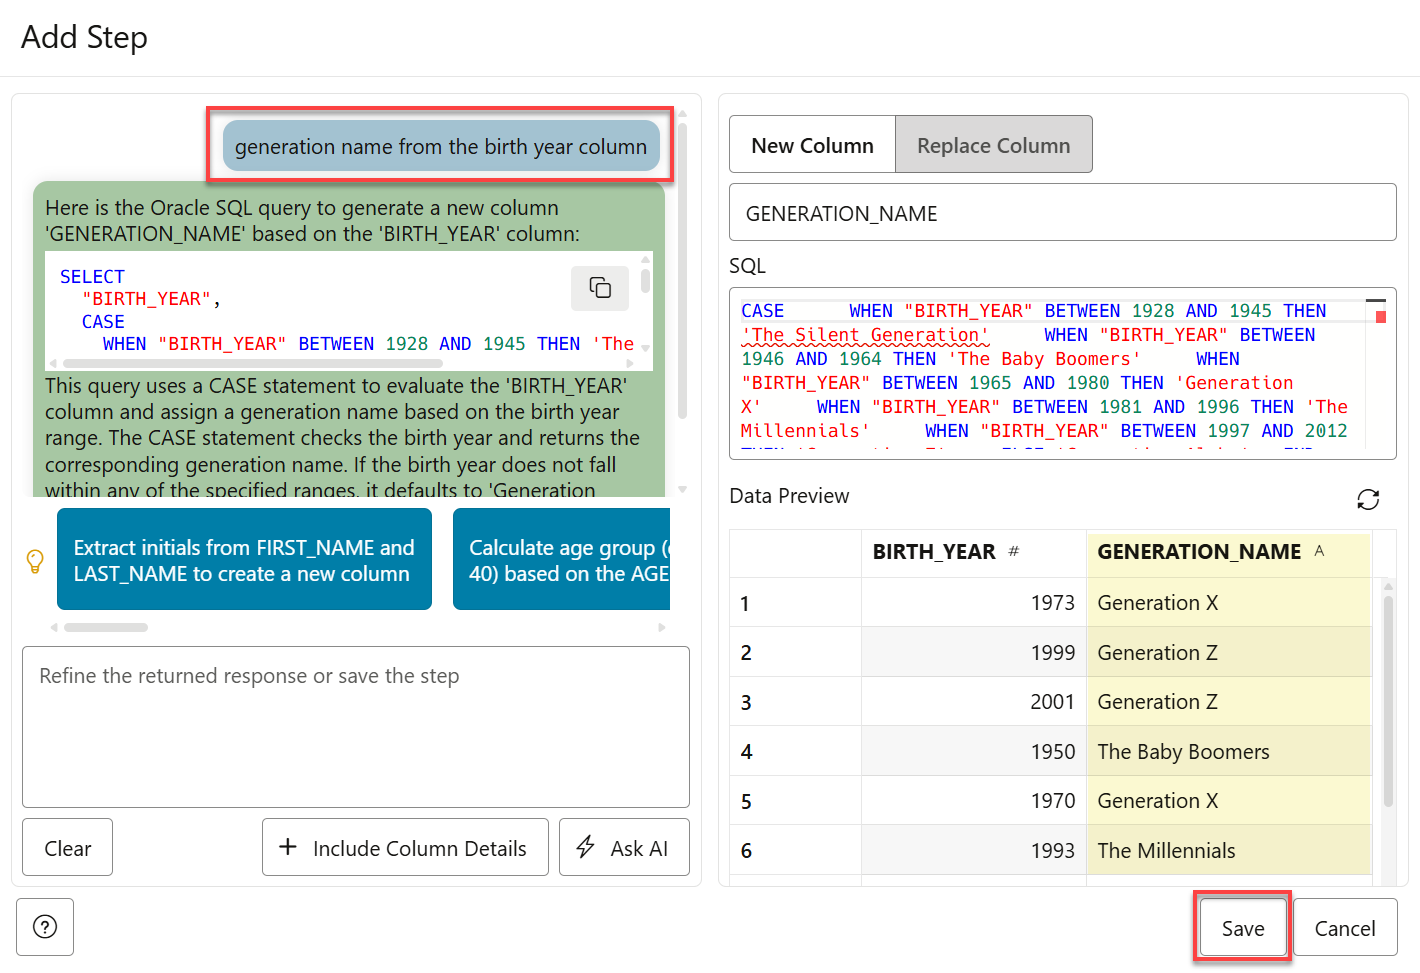 Add Step
generation name from the birth year column
Here is the Oracle SQL query to generate a new column
'GENERATION_NAME' based on the 'BIRTH_YEAR' column:
SELECT
"BIRTH_YEAR",
CASE
WHEN "BIRTH_YEAR" BETWEEN 1928 AND 1945 THEN 'The
This query uses a CASE statement to evaluate the 'BIRTH_YEAR'
column and assign a generation name based on the birth year
range. The CASE statement checks the birth year and returns the
corresponding generation name. If the birth year does not fall
within any of the specified ranges, it defaults to 'Generation
Extract initials from FIRST_NAME and
LAST_NAME to create a new column
Calculate age group (
40) based on the AGE
Refine the returned response or save the step
Clear
+ Include Column Details
Ask AI
New Column
Replace Column
GENERATION_NAME
SQL
CASE WHEN "BIRTH_YEAR" BETWEEN 1928 AND 1945 THEN
'The Silent Generation' WHEN "BIRTH_YEAR" BETWEEN
1946 AND 1964 THEN 'The Baby Boomers' WHEN
"BIRTH_YEAR" BETWEEN 1965 AND 1980 THEN 'Generation
X' WHEN "BIRTH_YEAR" BETWEEN 1981 AND 1996 THEN 'The
Millennials' WHEN "BIRTH_YEAR" BETWEEN 1997 AND 2012
Data Preview
BIRTH_YEAR # GENERATION_NAME A
1 1973 Generation X
2 1999 Generation Z
3 2001 Generation Z
4 1950 The Baby Boomers
5 1970 Generation X
6 1993 The Millennials
?
Save
Cancel